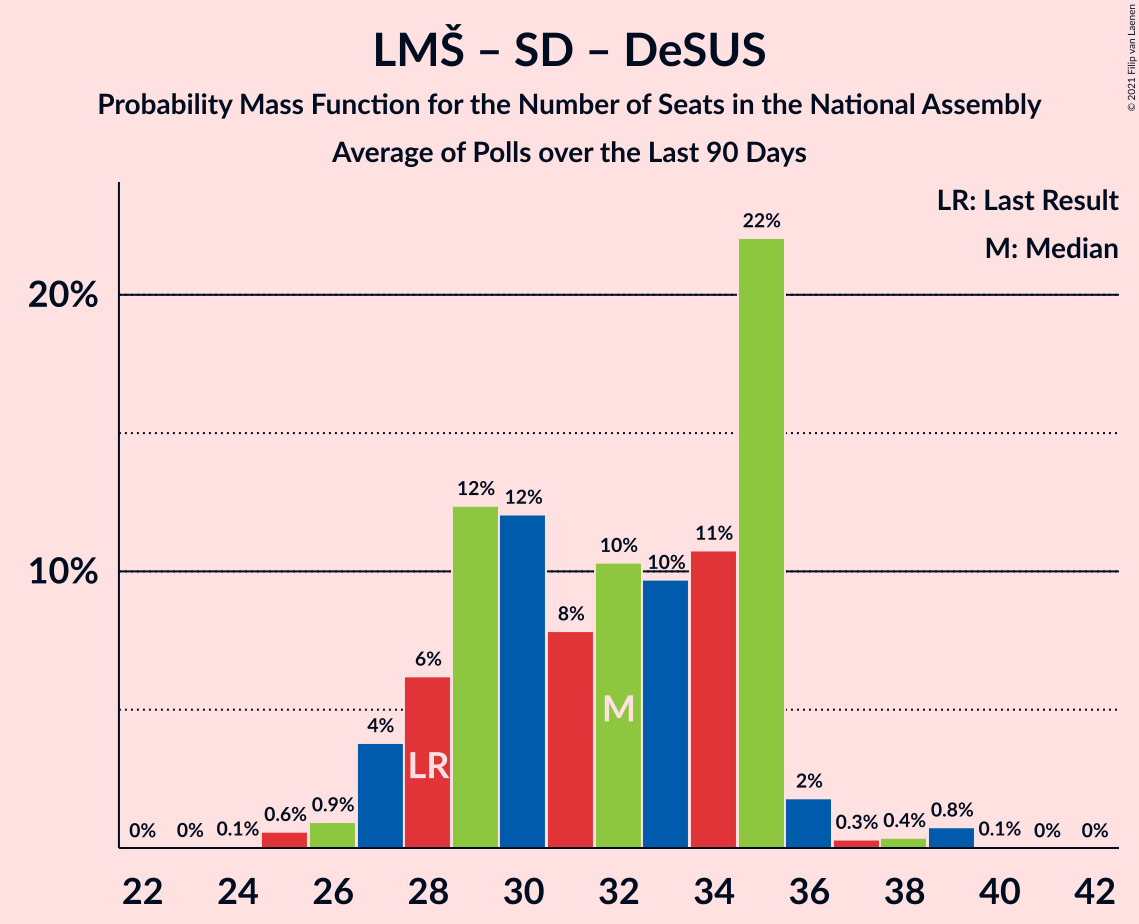 LMŠ – SD – DeSUS
Probability Mass Function for the Number of Seats in the National Assembly
Average of Polls over the Last 90 Days
© 2021 Filip van Laenen
LR: Last Result
M: Median
20%
10%
0%
0%
0.1%
0.6%
0.9%
4%
6%
12%
12%
8%
10%
10%
11%
22%
2%
0.3%
0.4%
0.8%
0.1%
0%
0%
LR
M
22 24 26 28 30 32 34 36 38 40 42